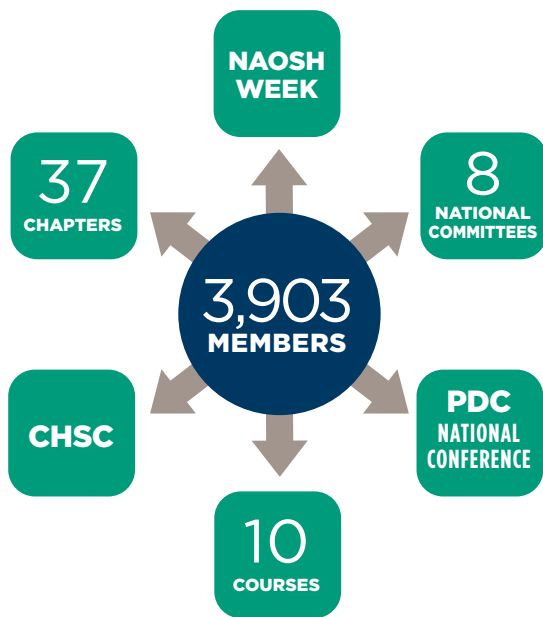 NAOSH
WEEK
37
CHAPTERS
8
NATIONAL
COMMITTEES
3,903
MEMBERS
CHSC
PDC
NATIONAL
CONFERENCE
10
COURSES